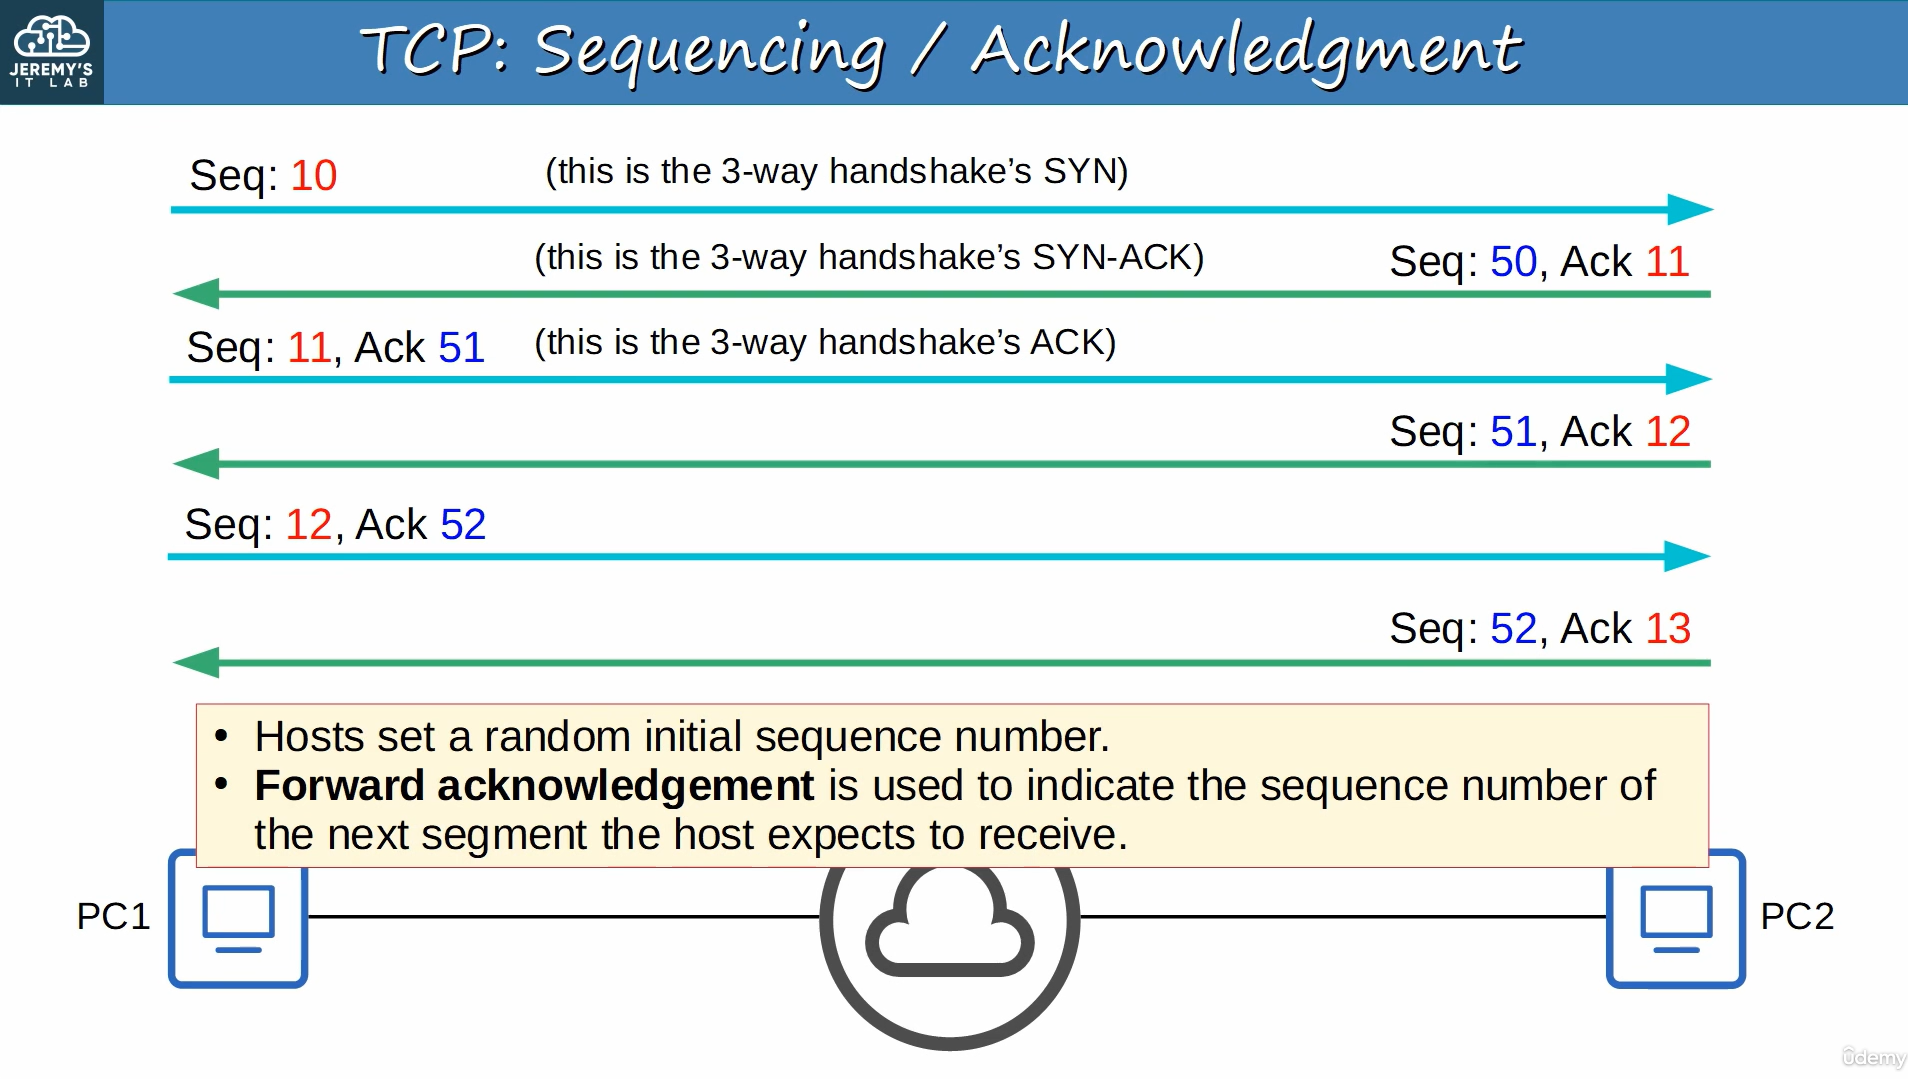 JEREMY'S
IT LAB
TCP: Sequencing / Acknowledgment
Seq: 10 (this is the 3-way handshake’s SYN)
(this is the 3-way handshake’s SYN-ACK) Seq: 50, Ack 11
Seq: 11, Ack 51 (this is the 3-way handshake’s ACK)
Seq: 51, Ack 12
Seq: 12, Ack 52
Seq: 52, Ack 13
• Hosts set a random initial sequence number.
• Forward acknowledgement is used to indicate the sequence number of
the next segment the host expects to receive.
PC1 PC2
ûdemy